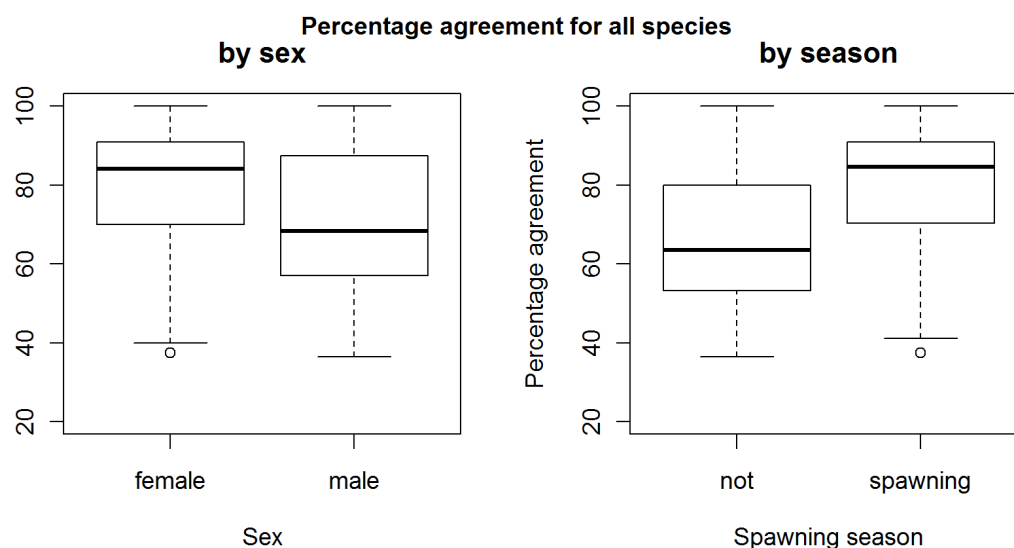 Percentage agreement for all species
by sex
100
80
60
40
20
female male
Sex
by season
Percentage agreement
100
80
60
40
20
not spawning
Spawning season